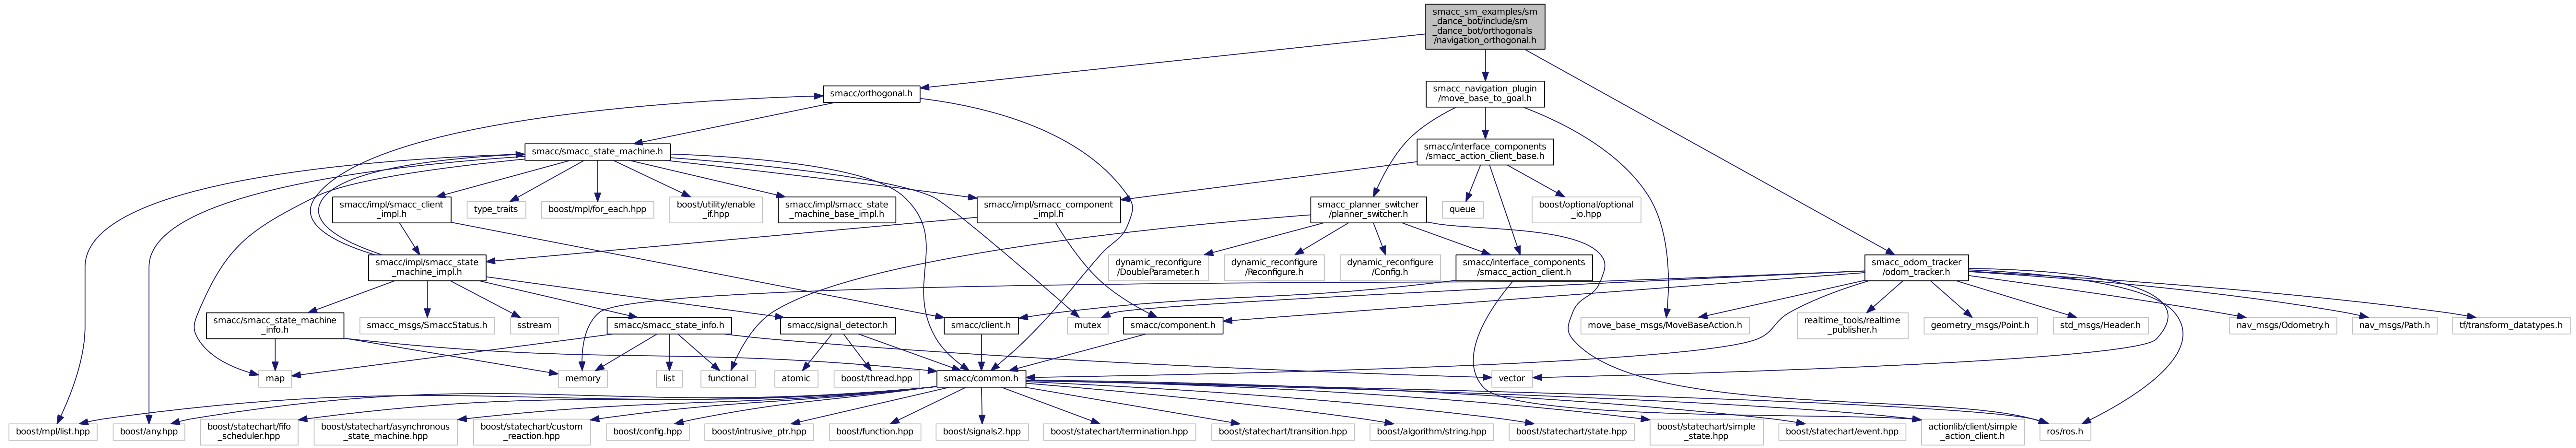 smacc_sm_examples/sm
_dance_bot/include/sm
_dance_bot/orthogonals
/navigation_orthogonal.h
smacc/orthogonal.h
smacc_navigation_plugin
/move_base_to_goal.h
smacc/smacc_state_machine.h
smacc/interface_components
/smacc_action_client_base.h
smacc/impl/smacc_client
_impl.h
type_traits
boost/mpl/for_each.hpp
boost/utility/enable
_if.hpp
smacc/impl/smacc_state
_machine_base_impl.h
smacc/impl/smacc_component
_impl.h
smacc_planner_switcher
/planner_switcher.h
queue
boost/optional/optional
_io.hpp
smacc/impl/smacc_state
_machine_impl.h
dynamic_reconfigure
/DoubleParameter.h
dynamic_reconfigure
/Reconfigure.h
dynamic_reconfigure
/Config.h
smacc/interface_components
/smacc_action_client.h
smacc_odom_tracker
/odom_tracker.h
smacc/smacc_state_machine
_info.h
smacc_msgs/SmaccStatus.h
sstream
smacc/smacc_state_info.h
smacc/signal_detector.h
smacc/client.h
mutex
smacc/component.h
move_base_msgs/MoveBaseAction.h
realtime_tools/realtime
_publisher.h
geometry_msgs/Point.h
std_msgs/Header.h
nav_msgs/Odometry.h
nav_msgs/Path.h
tf/transform_datatypes.h
map
memory
list
functional
atomic
boost/thread.hpp
smacc/common.h
vector
boost/mpl/list.hpp
boost/any.hpp
boost/statechart/fifo
_scheduler.hpp
boost/statechart/asynchronous
_state_machine.hpp
boost/statechart/custom
_reaction.hpp
boost/config.hpp
boost/intrusive_ptr.hpp
boost/function.hpp
boost/signals2.hpp
boost/statechart/termination.hpp
boost/statechart/transition.hpp
boost/algorithm/string.hpp
boost/statechart/state.hpp
boost/statechart/simple
_state.hpp
boost/statechart/event.hpp
actionlib/client/simple
_action_client.h
ros/ros.h